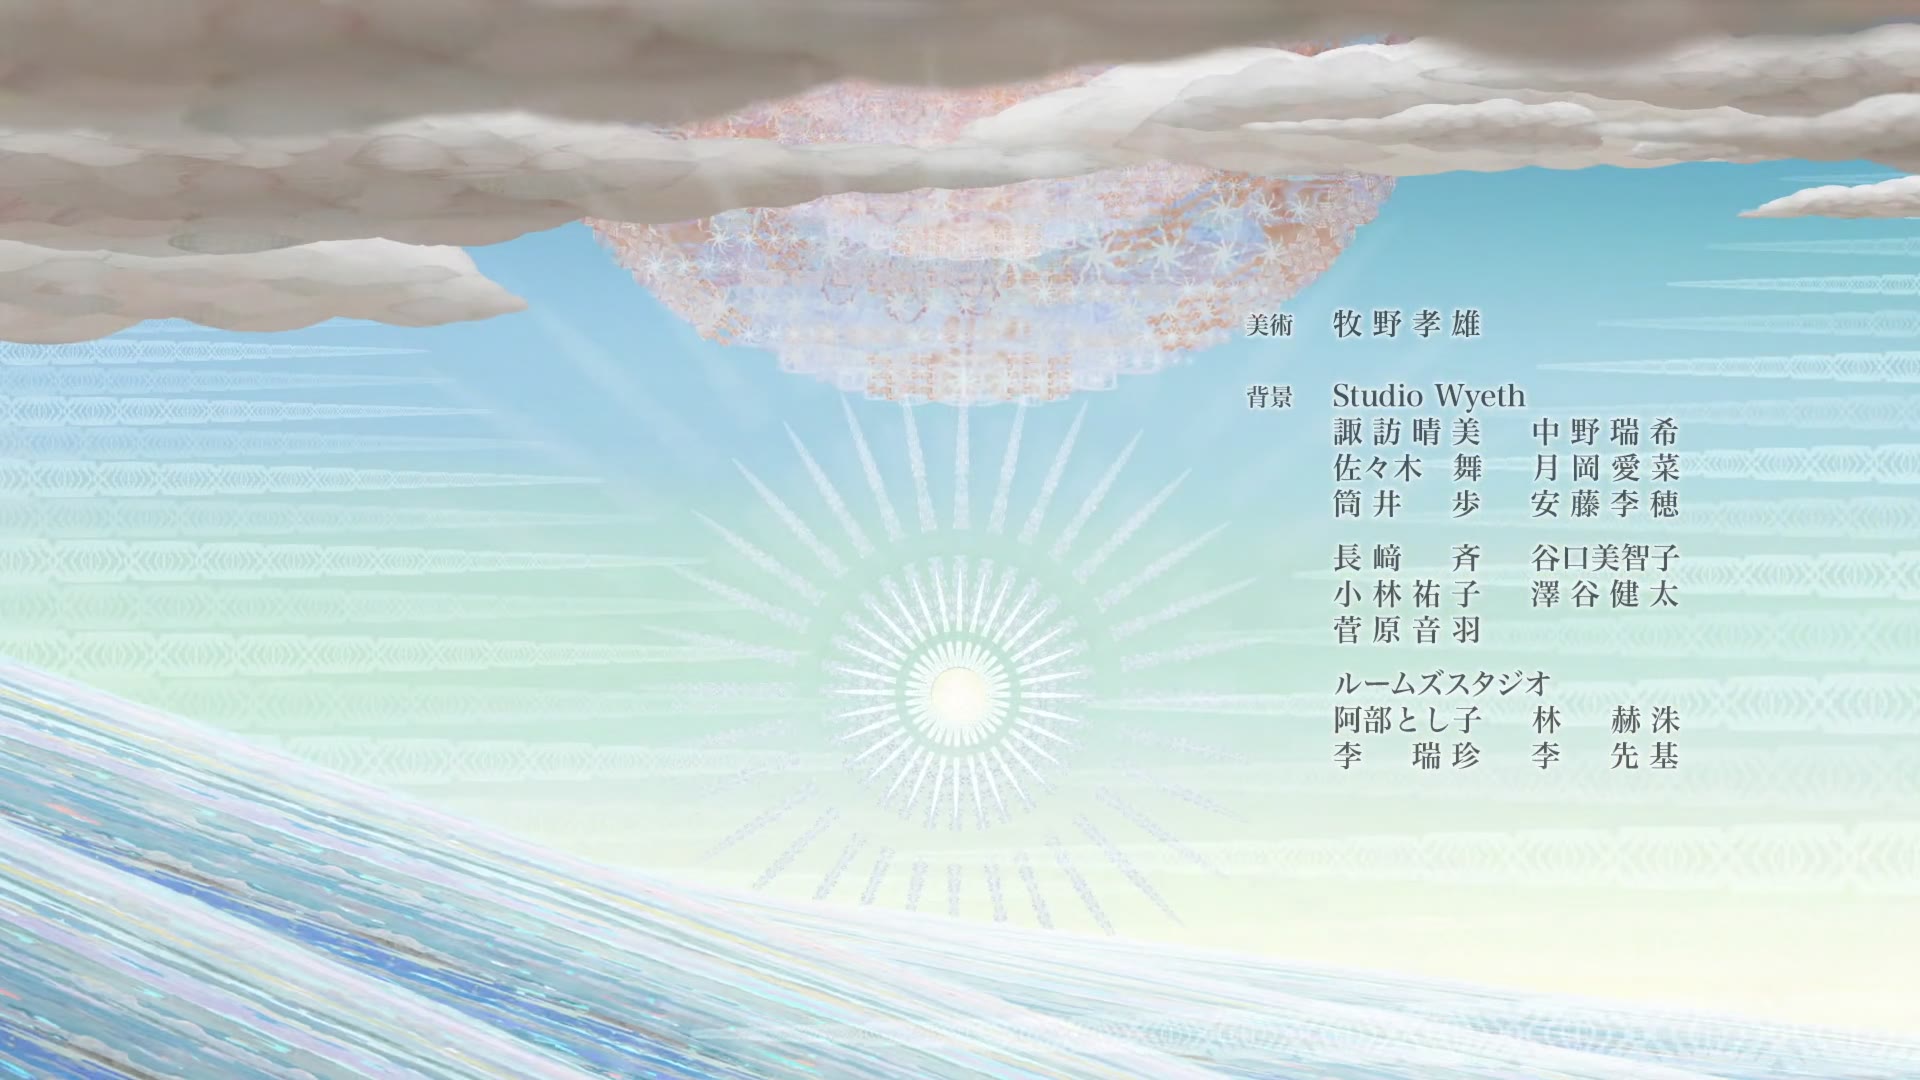 美術 牧野孝雄
背景 Studio Wyeth
諏訪晴美 中野瑞希
佐々木 舞 月岡愛菜
筒井 歩 安藤李穂
長﨑 斉 谷口美智子
小林祐子 澤谷健太
菅原音羽
ルームズスタジオ
阿部とし子 林 赫洙
李 瑞珍 李 先基